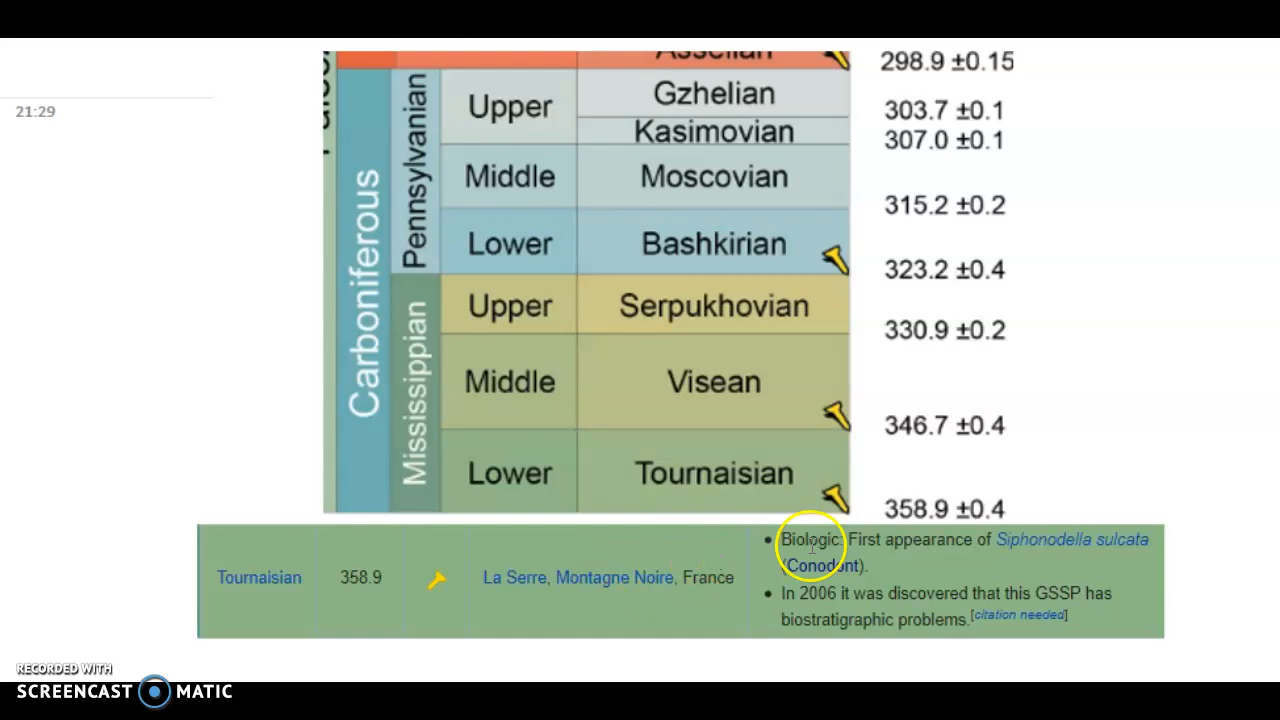 Asselian
298.9 ±0.15
21:29
Carboniferous
Pennsylvanian
Upper
Gzhelian
303.7 ±0.1
Kasimovian
307.0 ±0.1
Middle
Moscovian
315.2 ±0.2
Lower
Bashkirian
323.2 ±0.4
Mississippian
Upper
Serpukhovian
330.9 ±0.2
Middle
Visean
346.7 ±0.4
Lower
Tournaisian
358.9 ±0.4
Tournaisian
358.9
La Serre, Montagne Noire, France
• Biologic: First appearance of Siphonodella sulcata
(Conodont).
• In 2006 it was discovered that this GSSP has
biostratigraphic problems.[citation needed]
RECORDED WITH
SCREENCAST MATIC